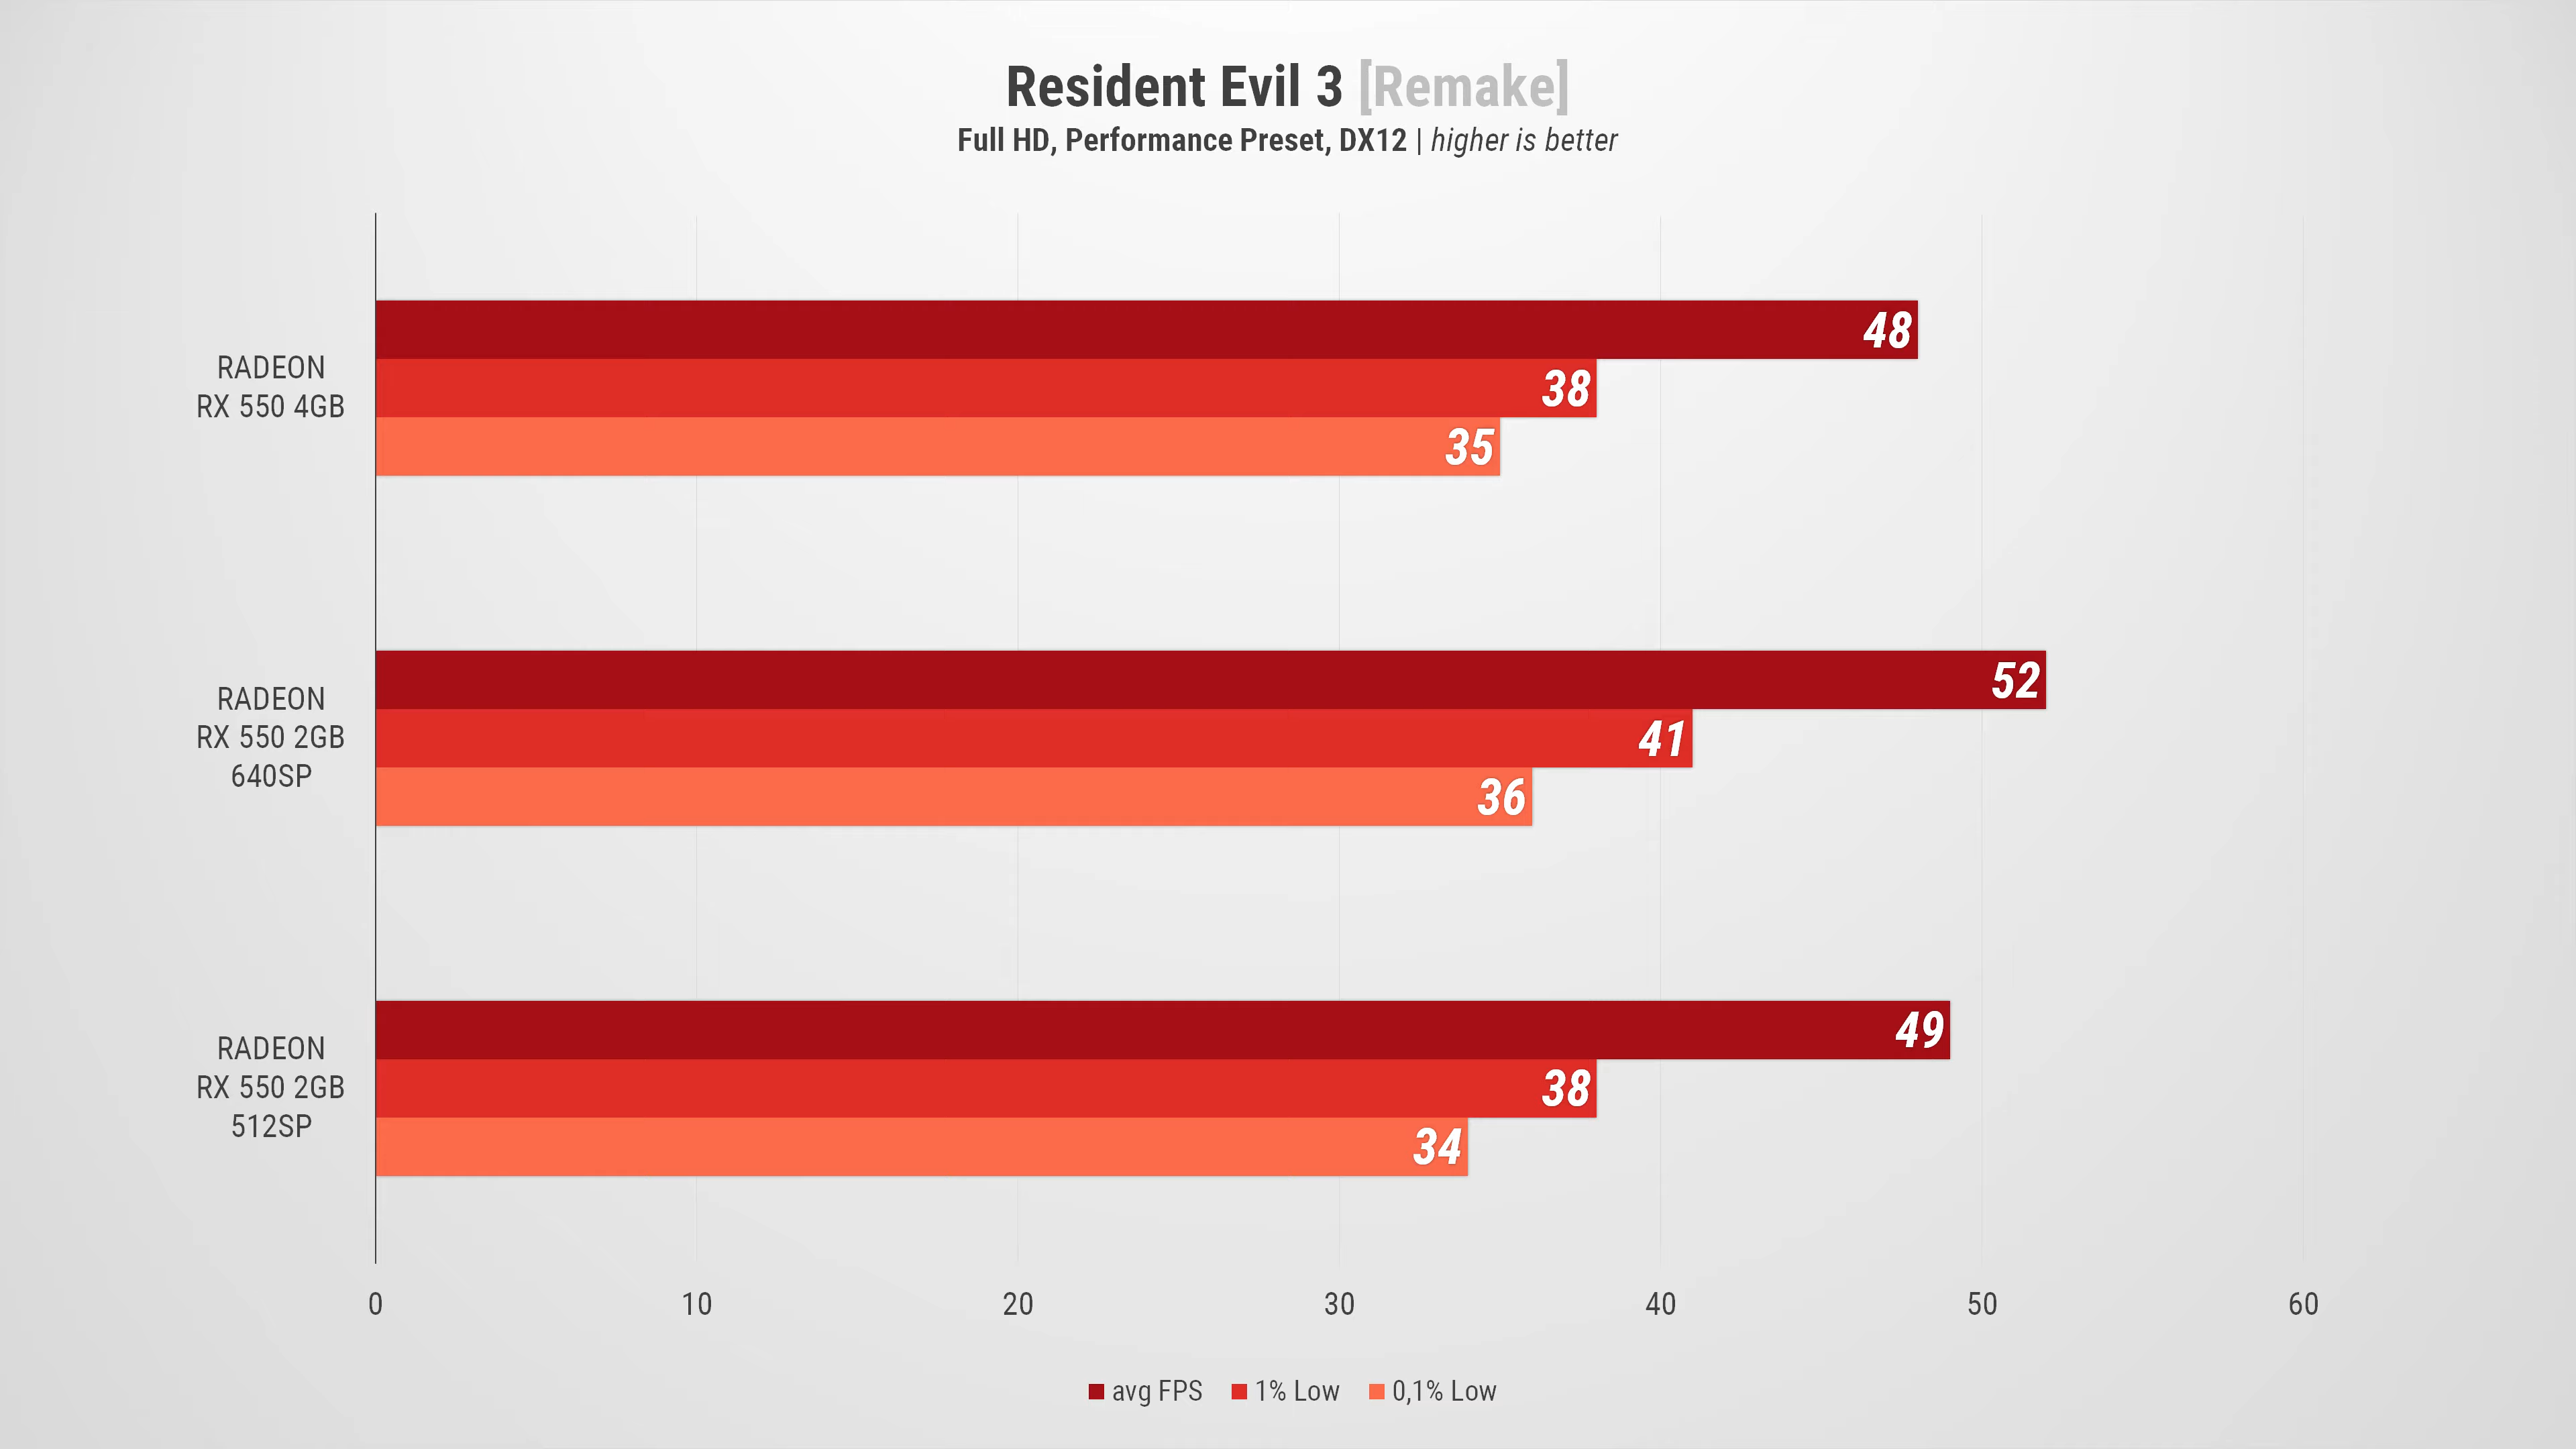 Resident Evil 3 [Remake]
Full HD, Performance Preset, DX12 | higher is better
RADEON
RX 550 4GB
48
38
35
RADEON
RX 550 2GB
640SP
52
41
36
RADEON
RX 550 2GB
512SP
49
38
34
0 10 20 30 40 50 60
avg FPS 1% Low 0,1% Low